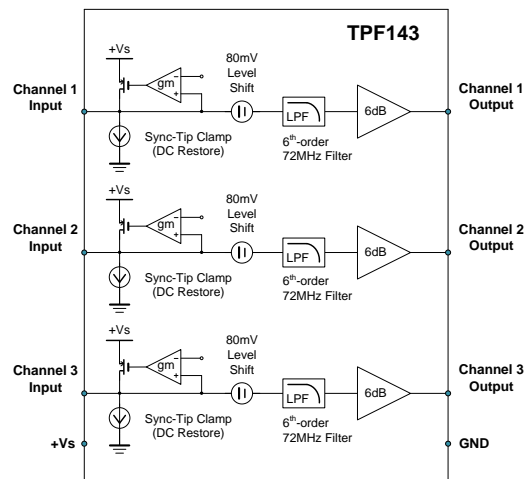 TPF143
+Vs
80mV
Level
Shift
gm
-
+
Channel 1
Input
Channel 1
Output
LPF
6dB
Sync-Tip Clamp
(DC Restore)
6th-order
72MHz Filter
+Vs
80mV
Level
Shift
gm
-
+
Channel 2
Input
Channel 2
Output
LPF
6dB
Sync-Tip Clamp
(DC Restore)
6th-order
72MHz Filter
+Vs
80mV
Level
Shift
gm
-
+
Channel 3
Input
Channel 3
Output
LPF
6dB
Sync-Tip Clamp
(DC Restore)
6th-order
72MHz Filter
+Vs
GND